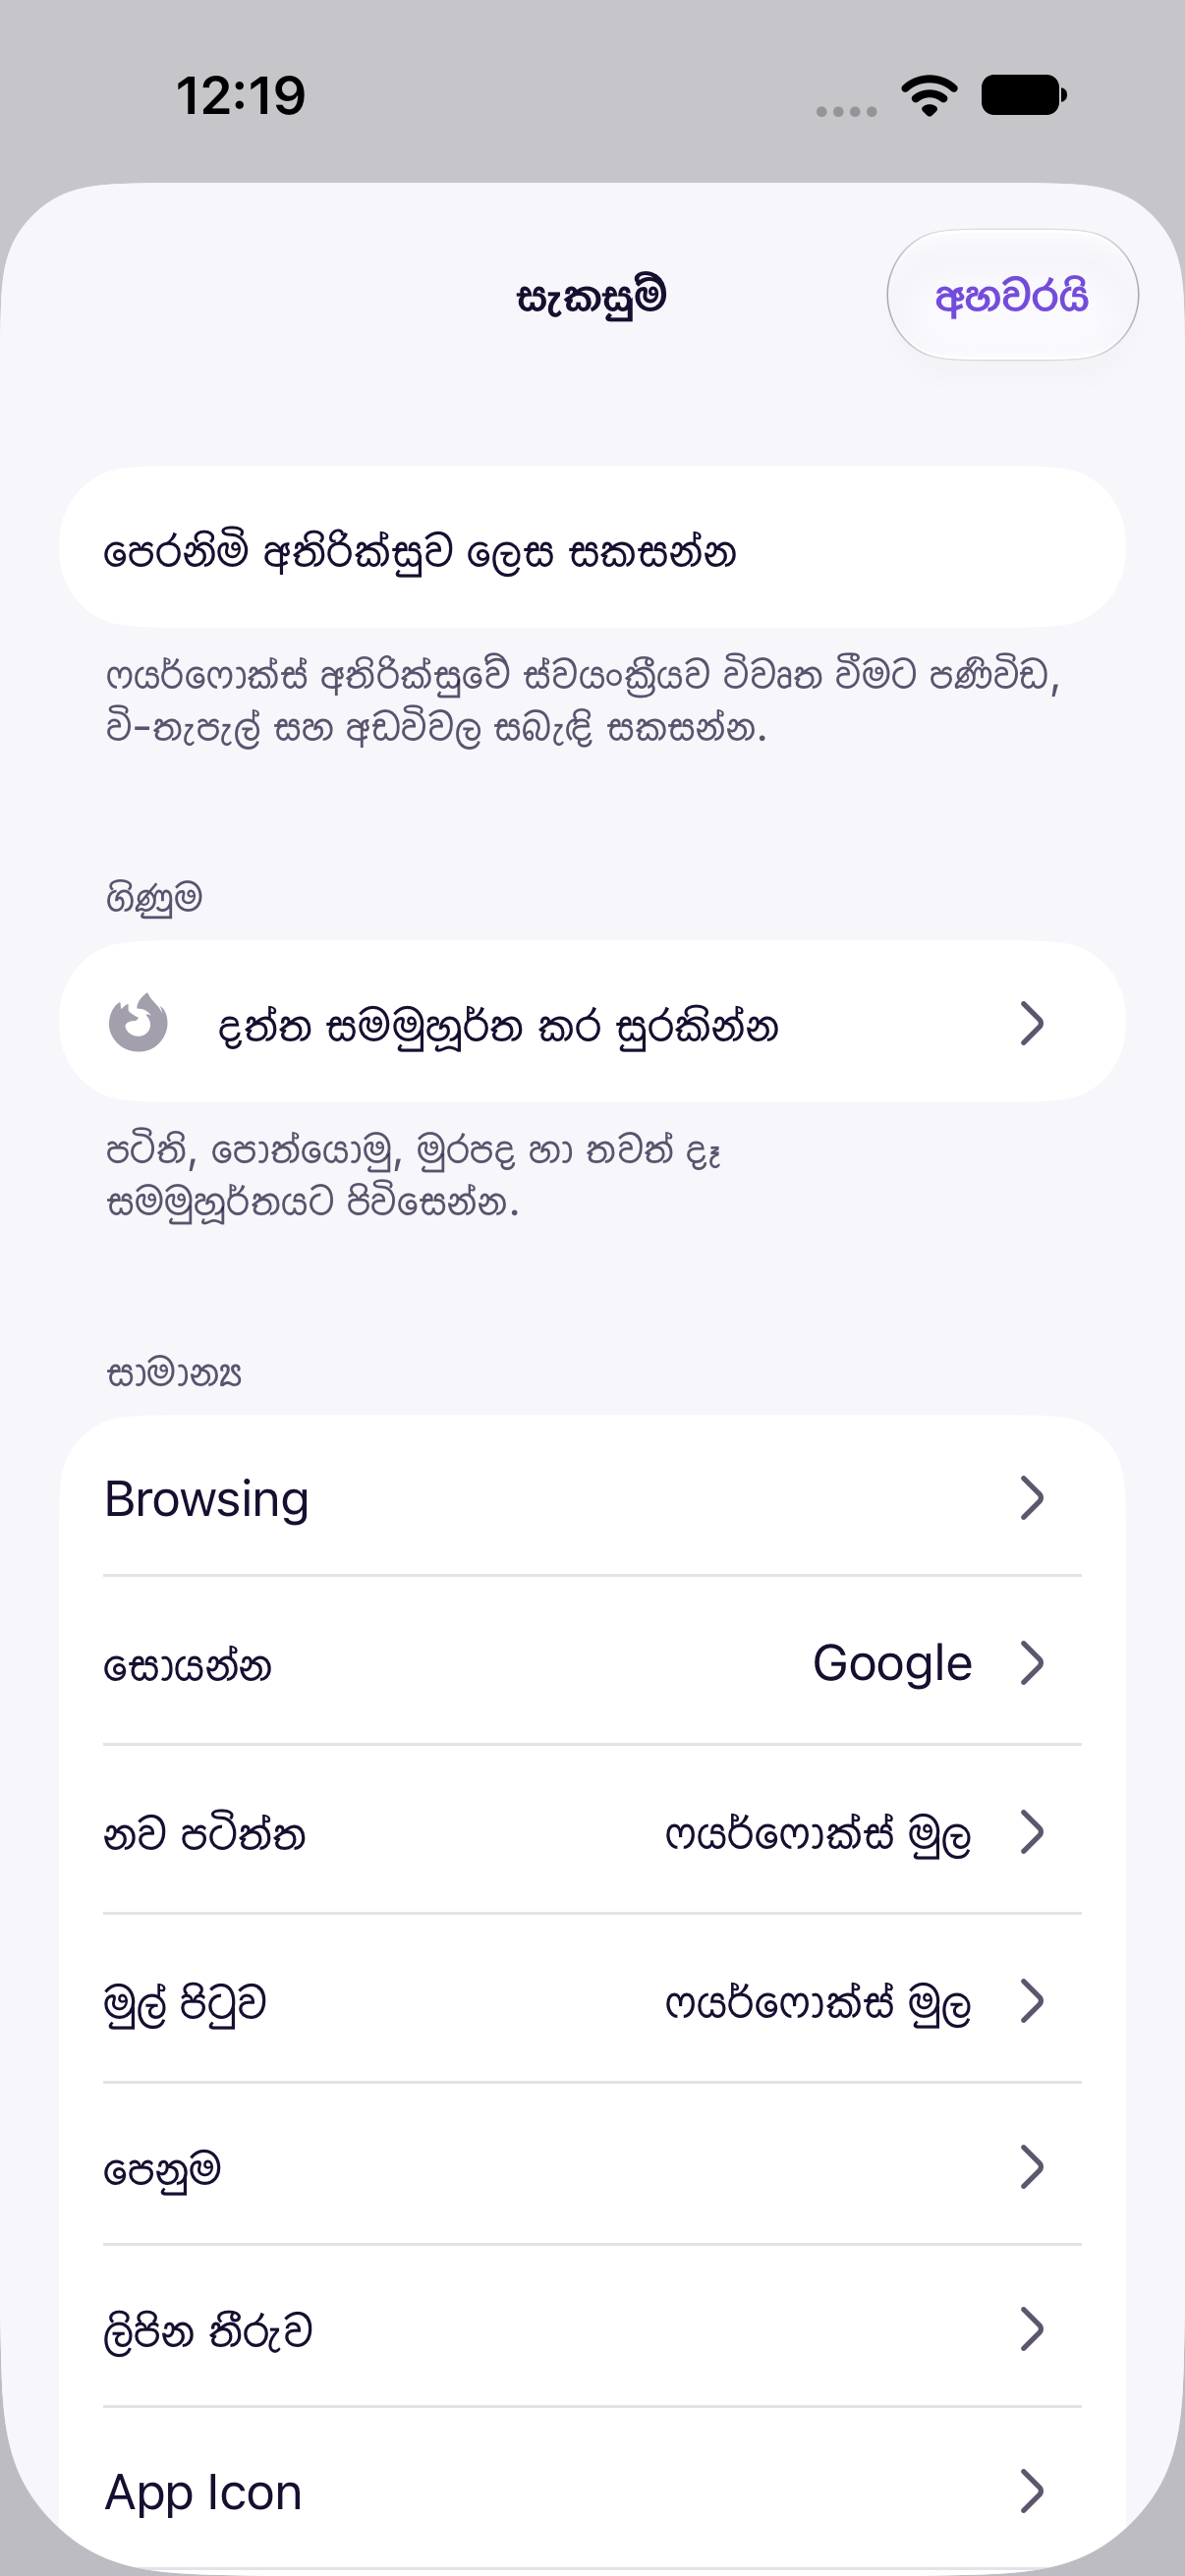 12:19
සැකසුම්
අහවරයි
පෙරනිමි අතිරික්සුව ලෙස සකසන්න
ෆයර්ෆොක්ස් අතිරික්සුවේ ස්වයංක්‍රීයව විවෘත වීමට පණිවිඩ,
වි-තැපැල් සහ අඩවිවල සබැඳි සකසන්න.
ගිණුම
දත්ත සමමුහූර්ත කර සුරකින්න
පටිති, පොත්යොමු, මුරපද හා තවත් දෑ
සමමුහූර්තයට පිවිසෙන්න.
සාමාන්‍ය
Browsing
සොයන්න Google
නව පටිත්ත ෆයර්ෆොක්ස් මුල
මුල් පිටුව ෆයර්ෆොක්ස් මුල
පෙනුම
ලිපින තීරුව
App Icon